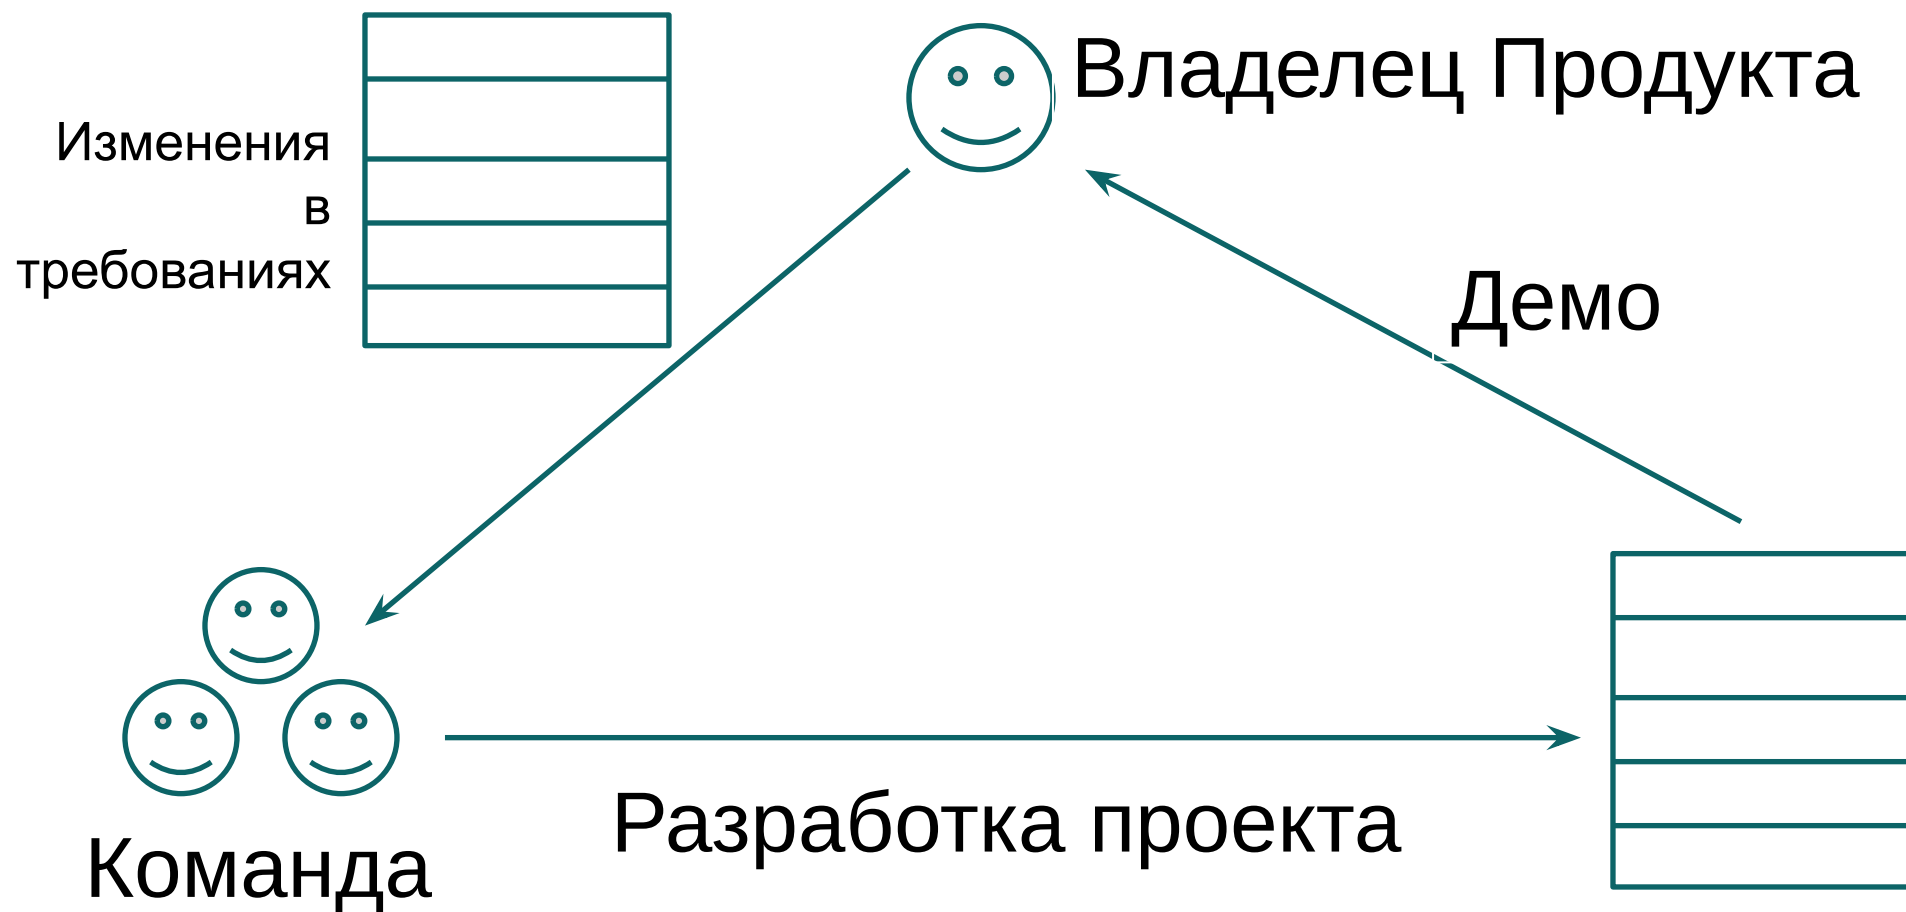 Владелец Продукта
Изменения
в
требованиях
Демо
Разработка проекта
Команда